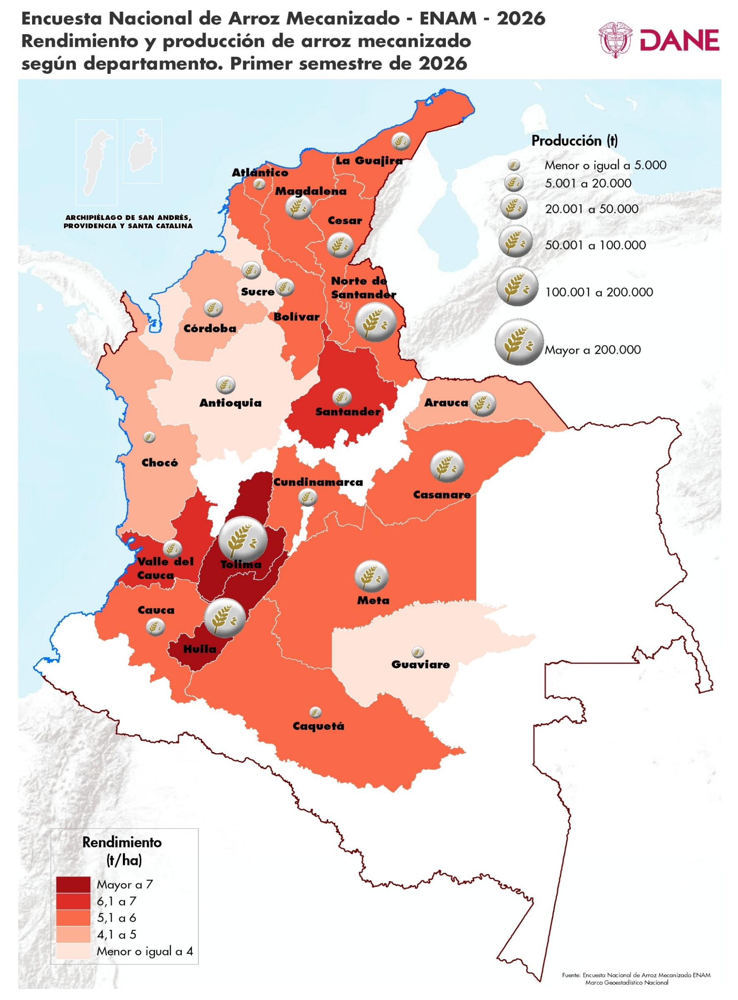 Encuesta Nacional de Arroz Mecanizado - ENAM - 2026
Rendimiento y producción de arroz mecanizado
según departamento. Primer semestre de 2026
DANE
ARCHIPIÉLAGO DE SAN ANDRÉS,
PROVIDENCIA Y SANTA CATALINA
Producción (t)
Menor o igual a 5.000
5.001 a 20.000
20.001 a 50.000
50.001 a 100.000
100.001 a 200.000
Mayor a 200.000
La Guajira
Atlántico
Magdalena
Cesar
Norte de
Santander
Sucre
Bolívar
Córdoba
Antioquia
Santander
Arauca
Chocó
Cundinamarca
Casanare
Valle del
Cauca
Tolima
Meta
Cauca
Huila
Guaviare
Caquetá
Rendimiento
(t/ha)
Mayor a 7
6,1 a 7
5,1 a 6
4,1 a 5
Menor o igual a 4
Fuente: Encuesta Nacional de Arroz Mecanizado ENAM
Marco Geoestadístico Nacional